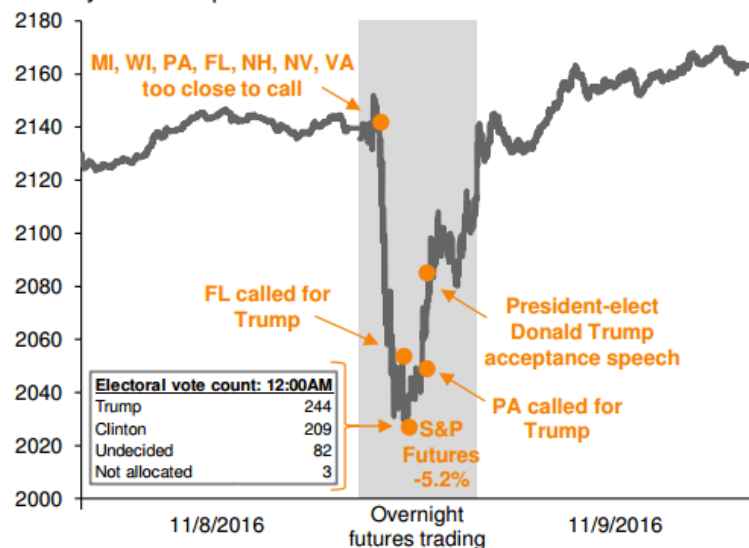 2180
2160
2140
2120
2100
2080
2060
2040
2020
2000
MI, WI, PA, FL, NH, NV, VA
too close to call
FL called for
Trump
President-elect
Donald Trump
acceptance speech
PA called for
Trump
S&P
Futures
-5.2%
Electoral vote count: 12:00AM
Trump 244
Clinton 209
Undecided 82
Not allocated 3
11/8/2016
Overnight
futures trading
11/9/2016